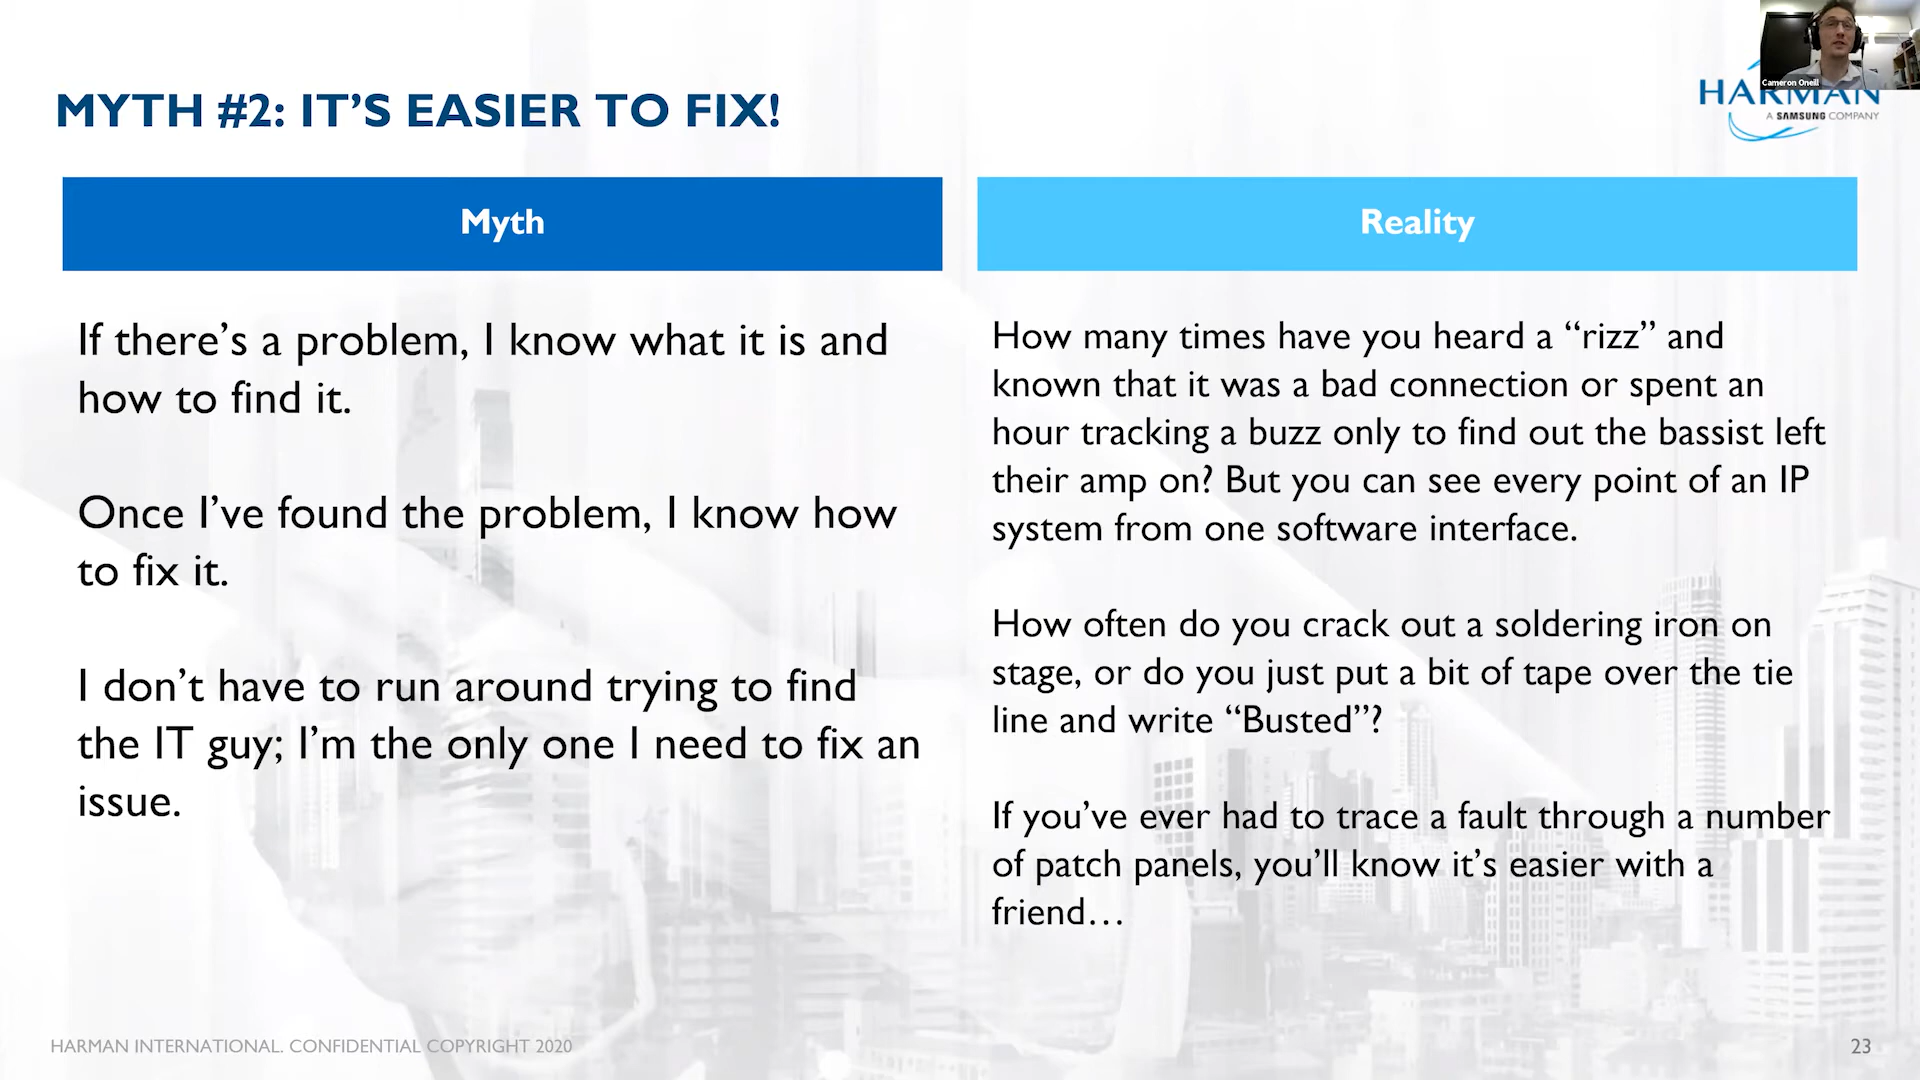 Cameron Oneill
HARMAN
A SAMSUNG COMPANY
MYTH #2: IT'S EASIER TO FIX!
Myth
If there's a problem, I know what it is and
how to find it.
Once I've found the problem, I know how
to fix it.
I don't have to run around trying to find
the IT guy; I'm the only one I need to fix an
issue.
Reality
How many times have you heard a “rizz” and
known that it was a bad connection or spent an
hour tracking a buzz only to find out the bassist left
their amp on? But you can see every point of an IP
system from one software interface.
How often do you crack out a soldering iron on
stage, or do you just put a bit of tape over the tie
line and write “Busted”?
If you've ever had to trace a fault through a number
of patch panels, you'll know it's easier with a
friend…
HARMAN INTERNATIONAL. CONFIDENTIAL COPYRIGHT 2020
23